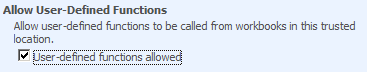 Allow User-Defined Functions
Allow user-defined functions to be called from workbooks in this trusted
location.
User-defined functions allowed